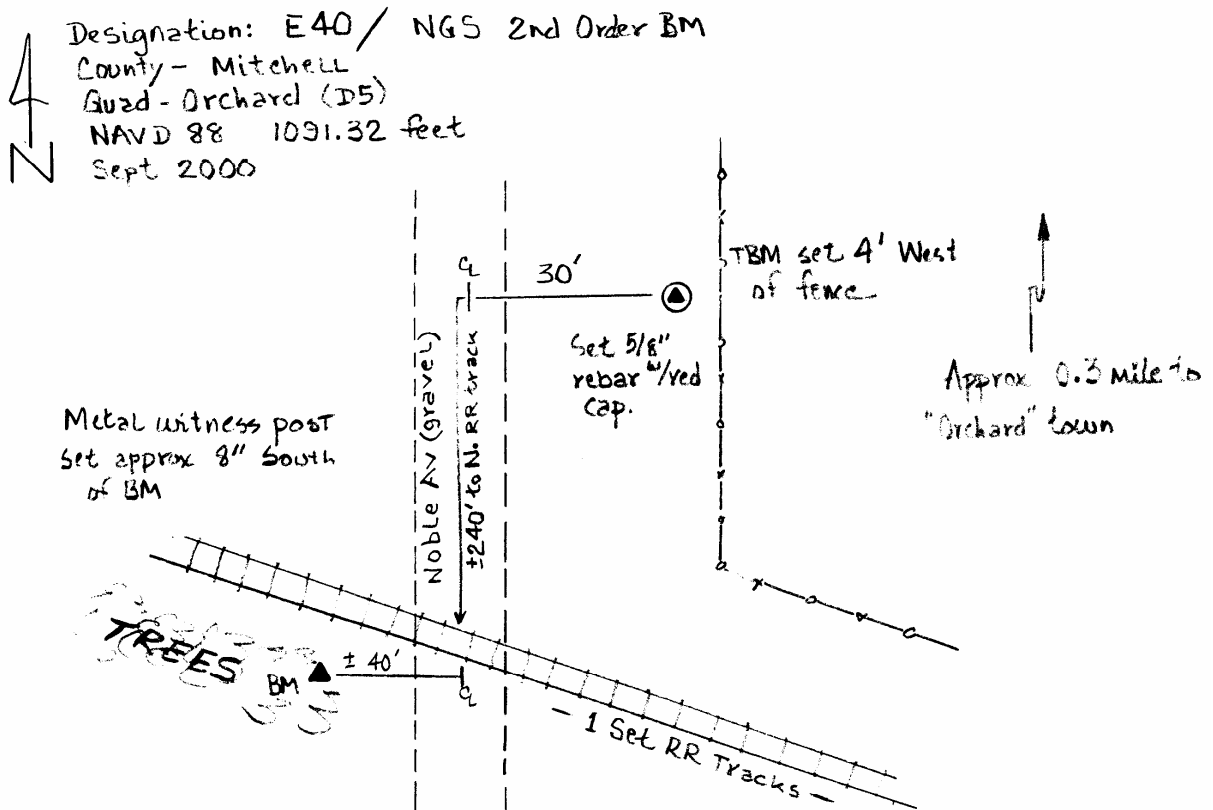 Designation: E40/ NGS 2nd Order BM
County - Mitchell
Quad - Orchard (D5)
NAVD 88 1091.32 feet
Sept 2000
N
CL
30'
TBM set 4' West
of fence
Set 5/8"
rebar w/red
cap.
Approx 0.3 Mile to
"Orchard" town
Noble Av (gravel)
±240' to N. RR track
Metal witness post
set approx 8" South
of BM
TREES
BM
± 40'
CL
- 1 Set RR Tracks -